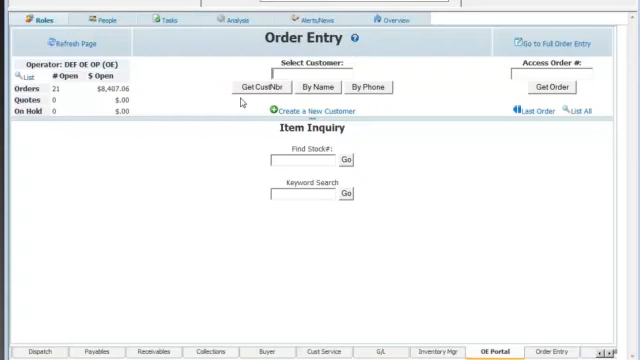 Roles People Tasks Analysis Alerts/News Overview
Refresh Page
Order Entry
Go to Full Order Entry
Operator: DEF OE OP (OE)
List # Open $ Open
Orders 21 $8,407.06
Quotes 0 $.00
On Hold 0 $.00
Select Customer:
Get CustNbr By Name By Phone
Create a New Customer
Access Order #:
Get Order
Last Order List All
Item Inquiry
Find Stock#:
Go
Keyword Search
Go
Dispatch Payables Receivables Collections Buyer Cust Service G/L Inventory Mgr OE Portal Order Entry